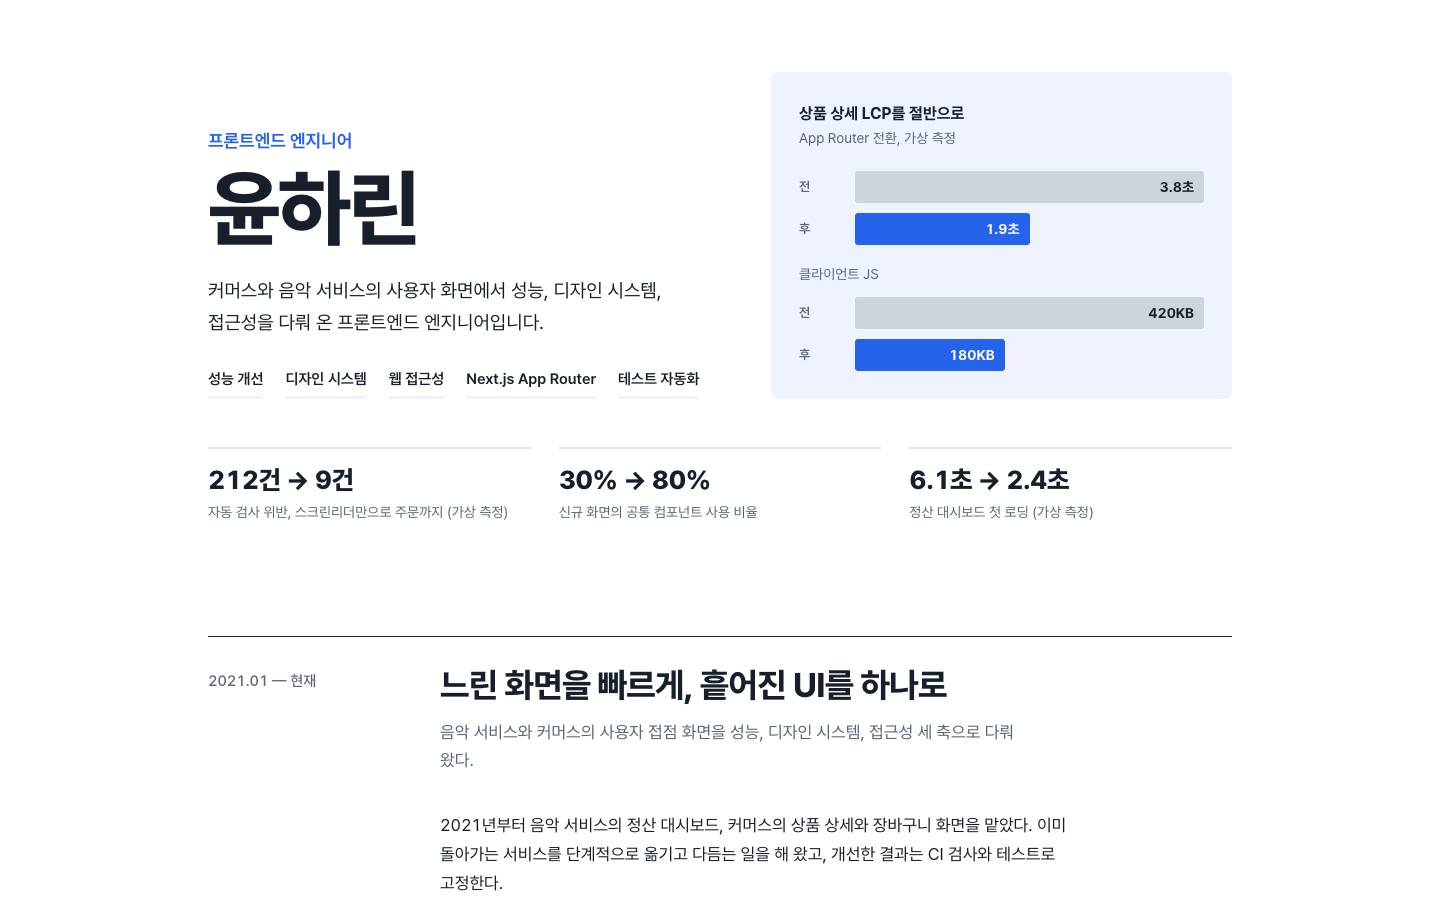 프론트엔드 엔지니어
윤하린
커머스와 음악 서비스의 사용자 화면에서 성능, 디자인 시스템,
접근성을 다뤄 온 프론트엔드 엔지니어입니다.
성능 개선 디자인 시스템 웹 접근성 Next.js App Router 테스트 자동화
상품 상세 LCP를 절반으로
App Router 전환, 가상 측정
전 3.8초
후 1.9초
클라이언트 JS
전 420KB
후 180KB
212건 → 9건
자동 검사 위반, 스크린리더만으로 주문까지 (가상 측정)
30% → 80%
신규 화면의 공통 컴포넌트 사용 비율
6.1초 → 2.4초
정산 대시보드 첫 로딩 (가상 측정)
2021.01 — 현재
느린 화면을 빠르게, 흩어진 UI를 하나로
음악 서비스와 커머스의 사용자 접점 화면을 성능, 디자인 시스템, 접근성 세 축으로 다뤄
왔다.
2021년부터 음악 서비스의 정산 대시보드, 커머스의 상품 상세와 장바구니 화면을 맡았다. 이미
돌아가는 서비스를 단계적으로 옮기고 다듬는 일을 해 왔고, 개선한 결과는 CI 검사와 테스트로
고정한다.